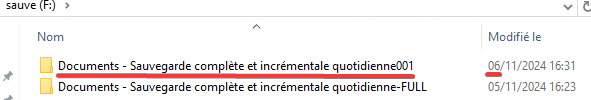 sauve (F:) >
Nom Modifié le
Documents - Sauvegarde complète et incrémentale quotidienne001 06/11/2024 16:31
Documents - Sauvegarde complète et incrémentale quotidienne-FULL 05/11/2024 16:23